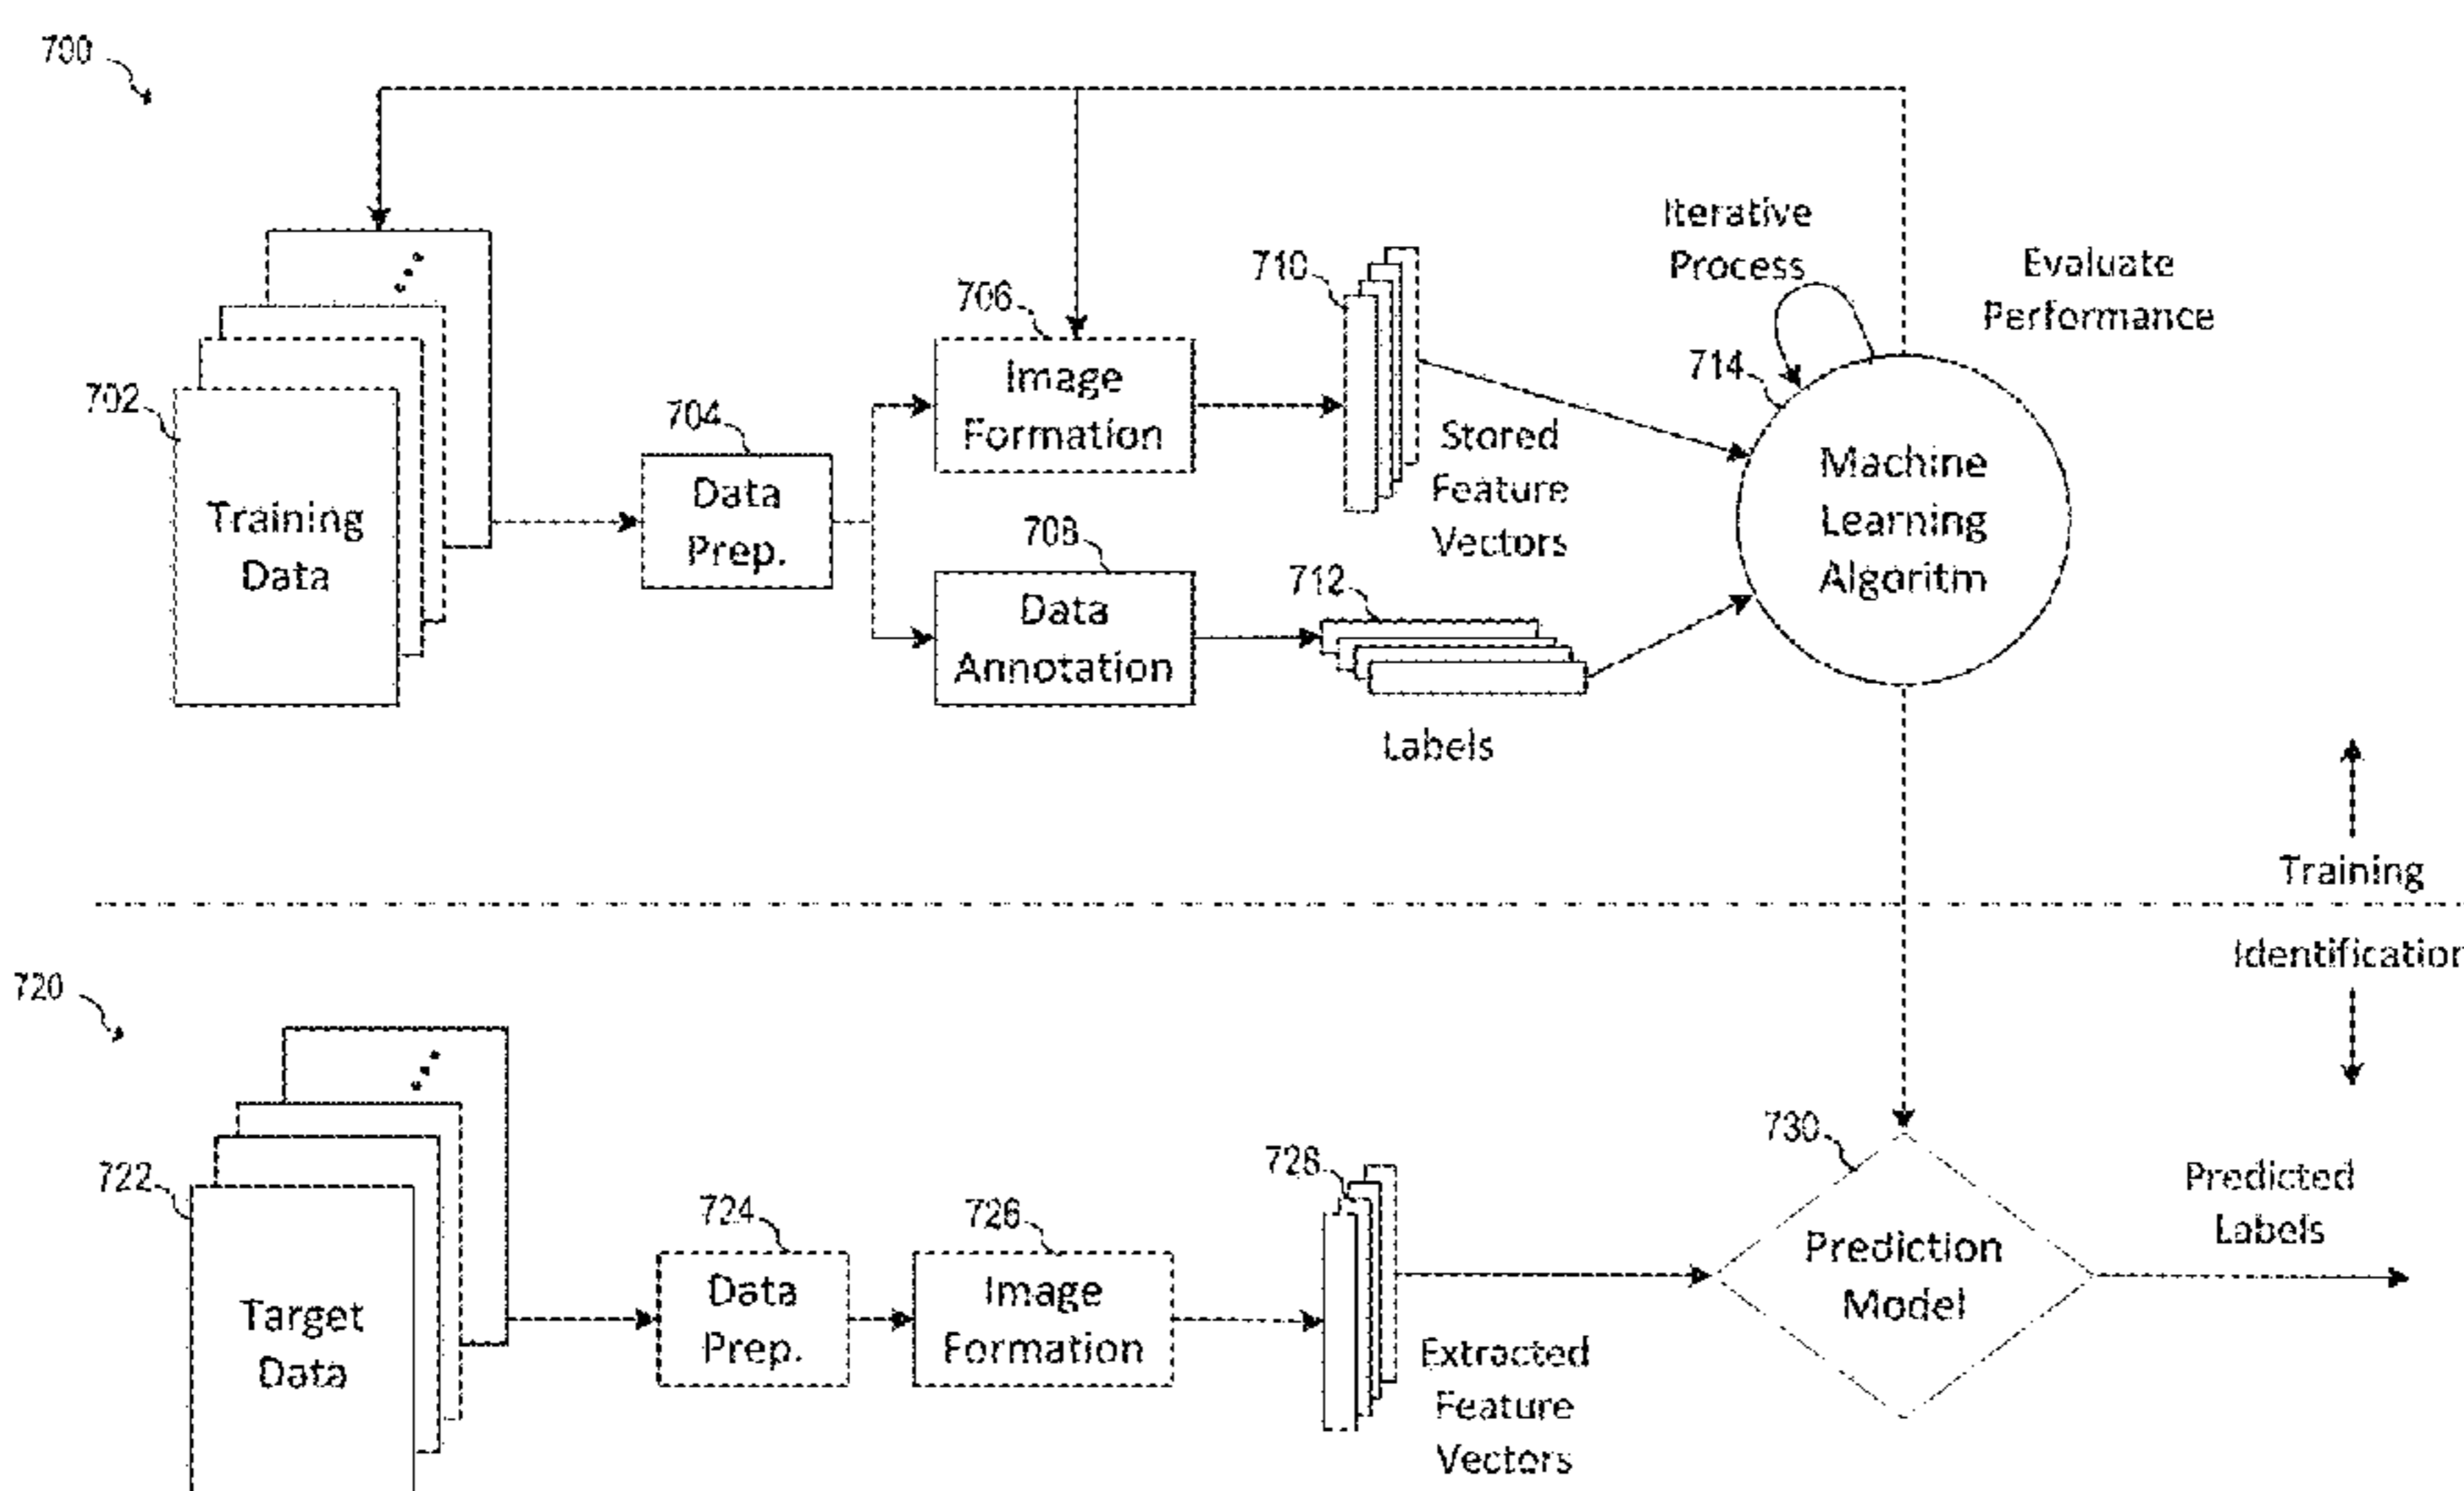 700
Iterative
Process
Evaluate
Performance
710
706
714
702
Image
Formation
704
Stored
Feature
Vectors
Machine
Learning
Algoritm
Data
Prep.
Training
Data
708
Data
Annotation
712
Labels
Training
Identification
720
730
722
728
Predicted
Labels
724
726
Prediction
Model
Data
Prep.
Image
Formation
Target
Data
Extracted
Feature
Vectors